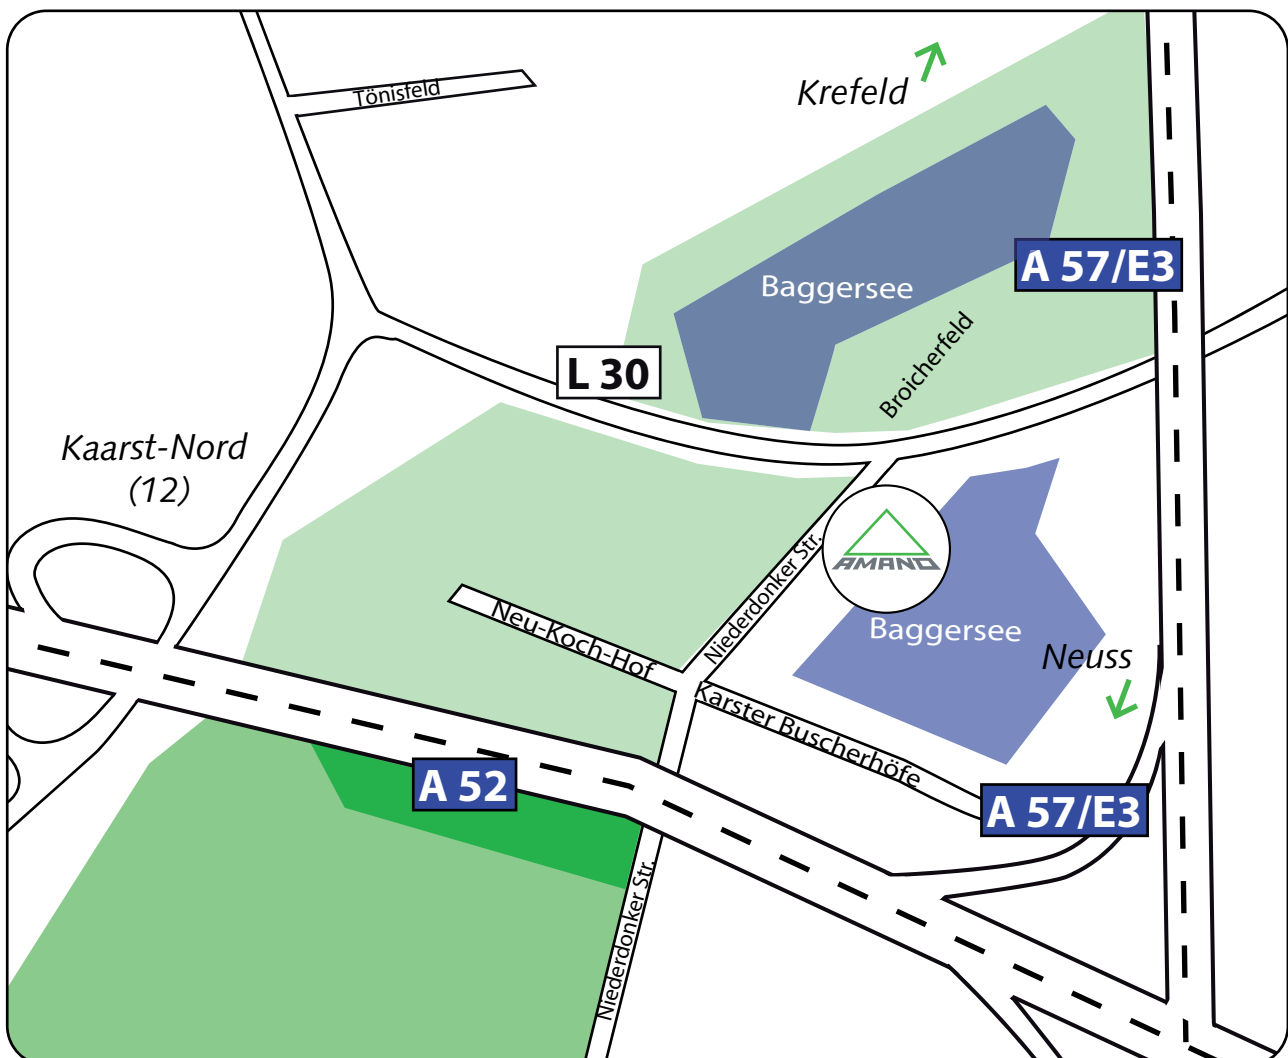 Tönisfeld
Krefeld
A 57/E3
Baggersee
Broicherfeld
L 30
Kaarst-Nord
(12)
AMAND
Niederdonker Str.
Neu-Koch-Hof
Baggersee
Neuss
Karster Buscherhöfe
A 52
A 57/E3
Niederdonker Str.